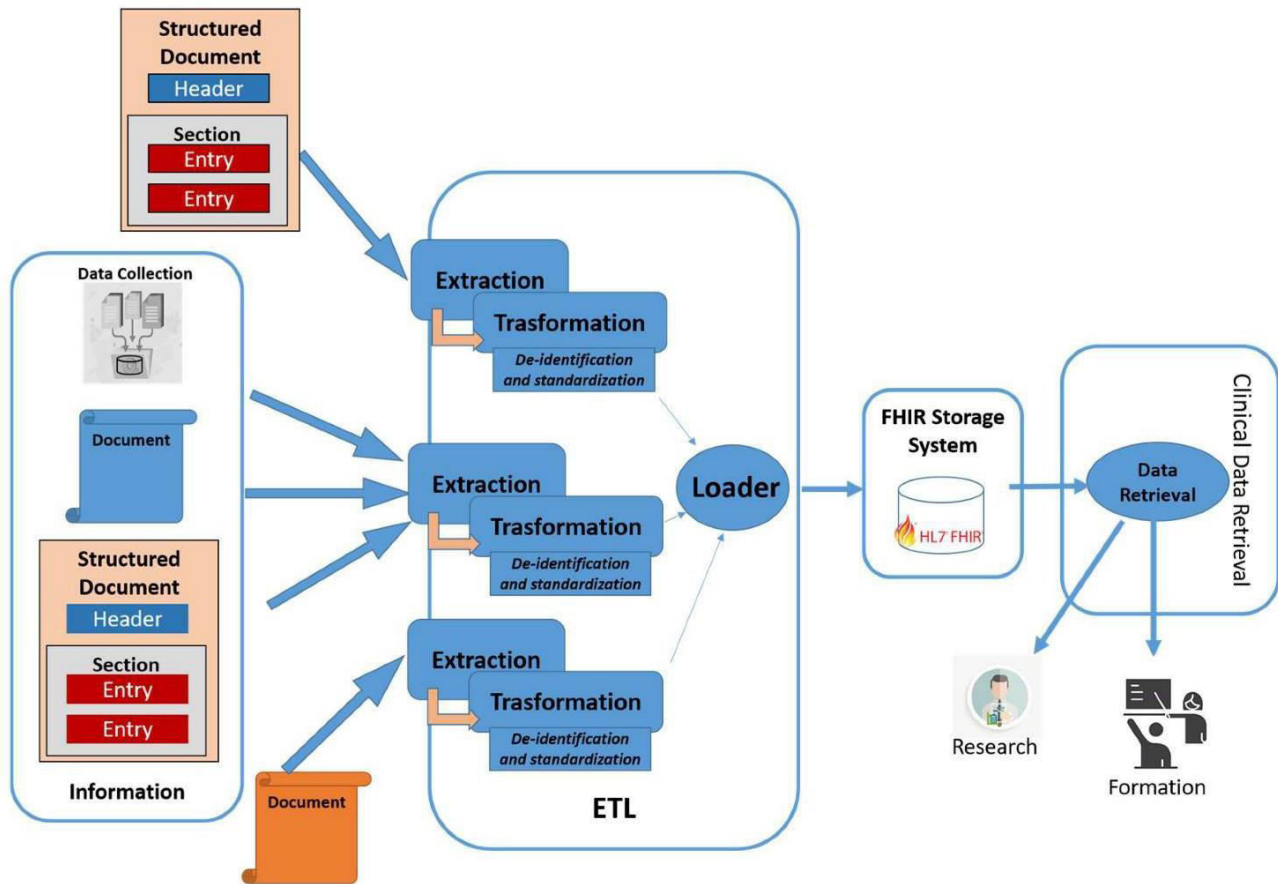 Structured
Document
Header
Section
Entry
Entry
Data Collection
Document
Structured
Document
Header
Section
Entry
Entry
Information
Document
Extraction
Trasformation
De-identification
and standardization
Extraction
Trasformation
De-identification
and standardization
Extraction
Trasformation
De-identification
and standardization
Loader
ETL
FHIR Storage
System
HL7 FHIR
Clinical Data Retrieval
Data
Retrieval
Research
Formation